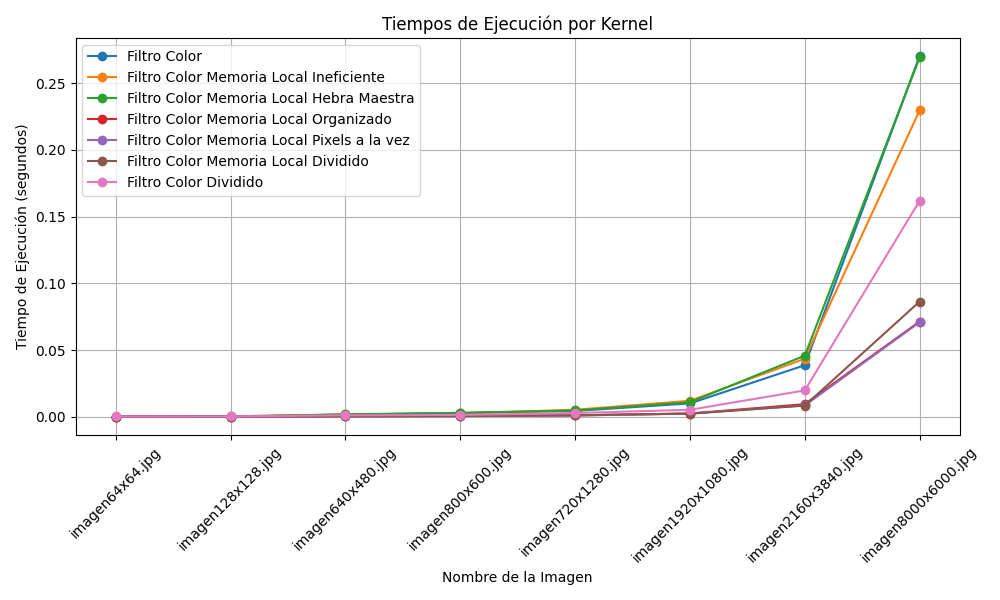 Tiempos de Ejecución por Kernel
Filtro Color
Filtro Color Memoria Local Ineficiente
Filtro Color Memoria Local Hebra Maestra
Filtro Color Memoria Local Organizado
Filtro Color Memoria Local Pixels a la vez
Filtro Color Memoria Local Dividido
Filtro Color Dividido
Tiempo de Ejecución (segundos)
0.25
0.20
0.15
0.10
0.05
0.00
imagen64x64.jpg
imagen128x128.jpg
imagen640x480.jpg
imagen800x600.jpg
imagen720x1280.jpg
imagen1920x1080.jpg
imagen2160x3840.jpg
imagen8000x6000.jpg
Nombre de la Imagen